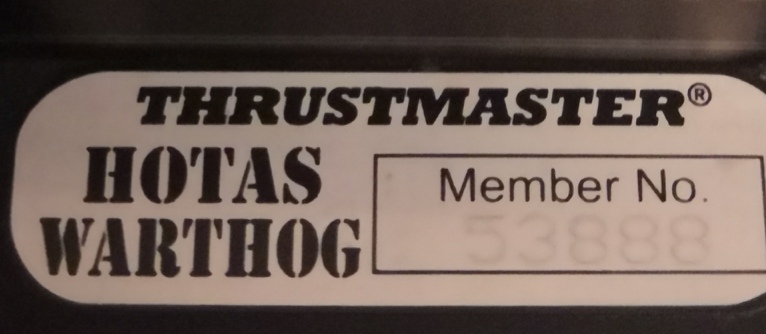 THRUSTMASTER®
HOTAS
WARTHOG
Member No.
53888